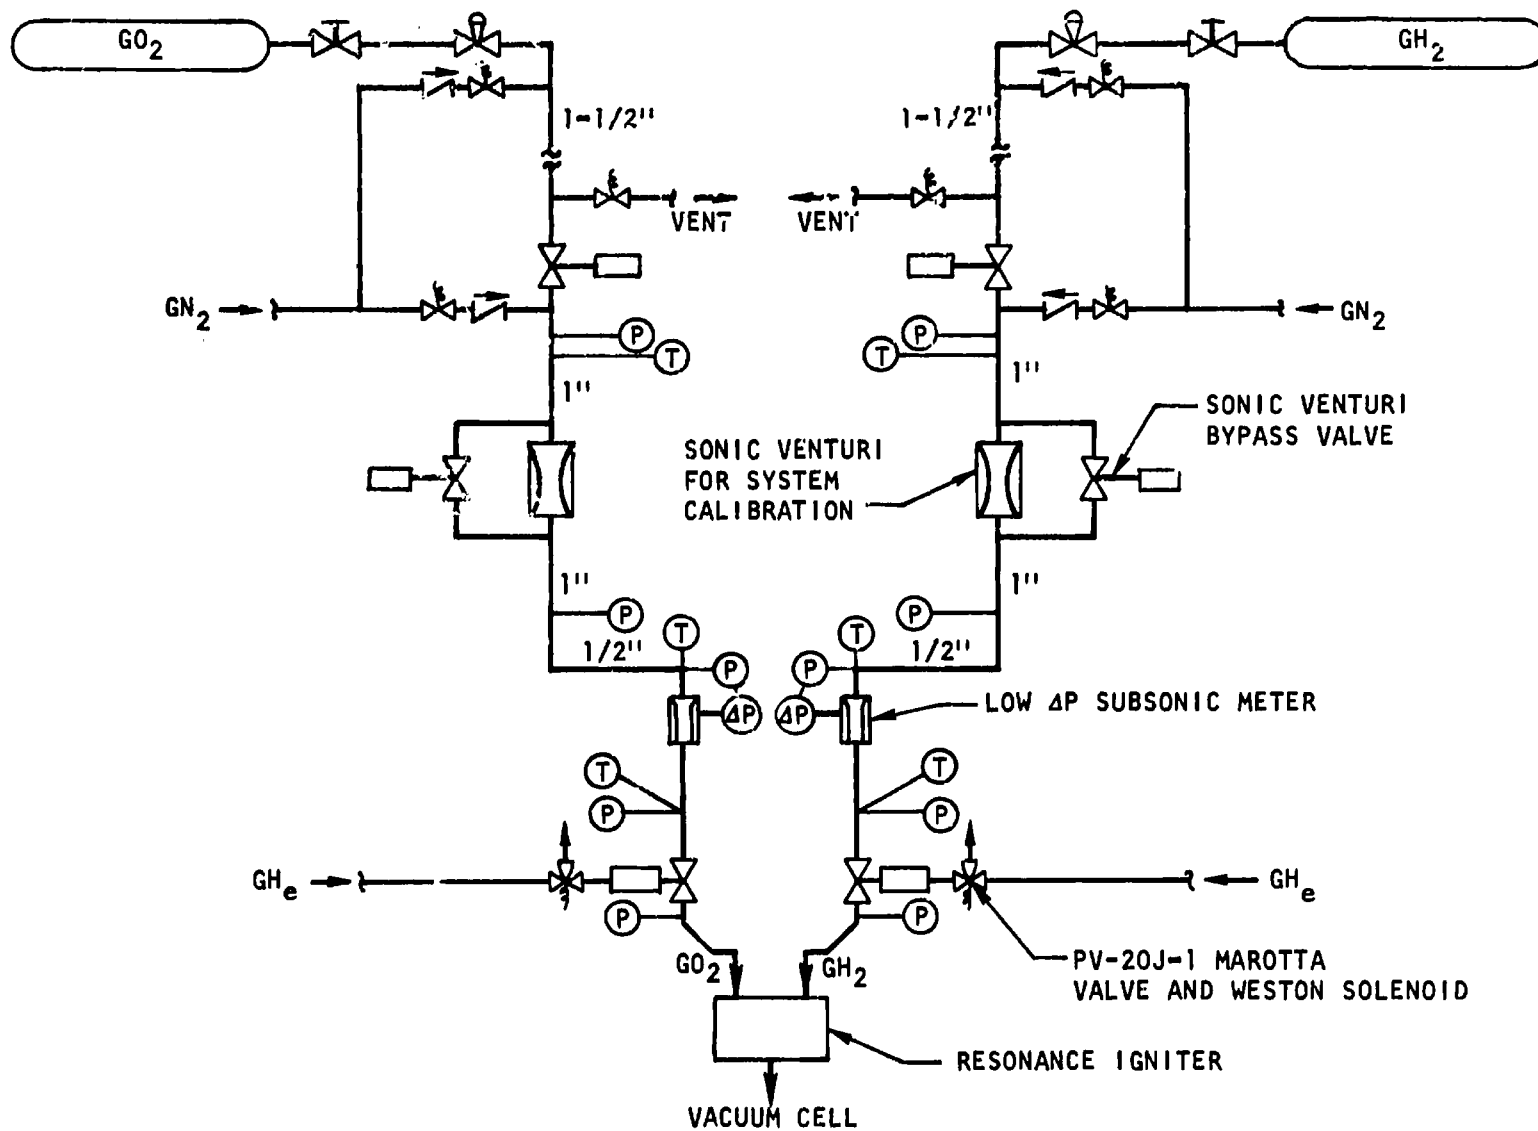 GO2
GH2
1-1/2"
1-1/2"
VENT
VENT
GN2
GN2
P
P
T
T
1"
1"
SONIC VENTURI
BYPASS VALVE
SONIC VENTURI
FOR SYSTEM
CALIBRATION
1"
1"
P
P
T
T
1/2"
1/2"
P
P
ΔP
ΔP
LOW ΔP SUBSONIC METER
T
T
P
P
GHe
GHe
P
P
GO2
GH2
PV-20J-1 MAROTTA
VALVE AND WESTON SOLENOID
RESONANCE IGNITER
VACUUM CELL